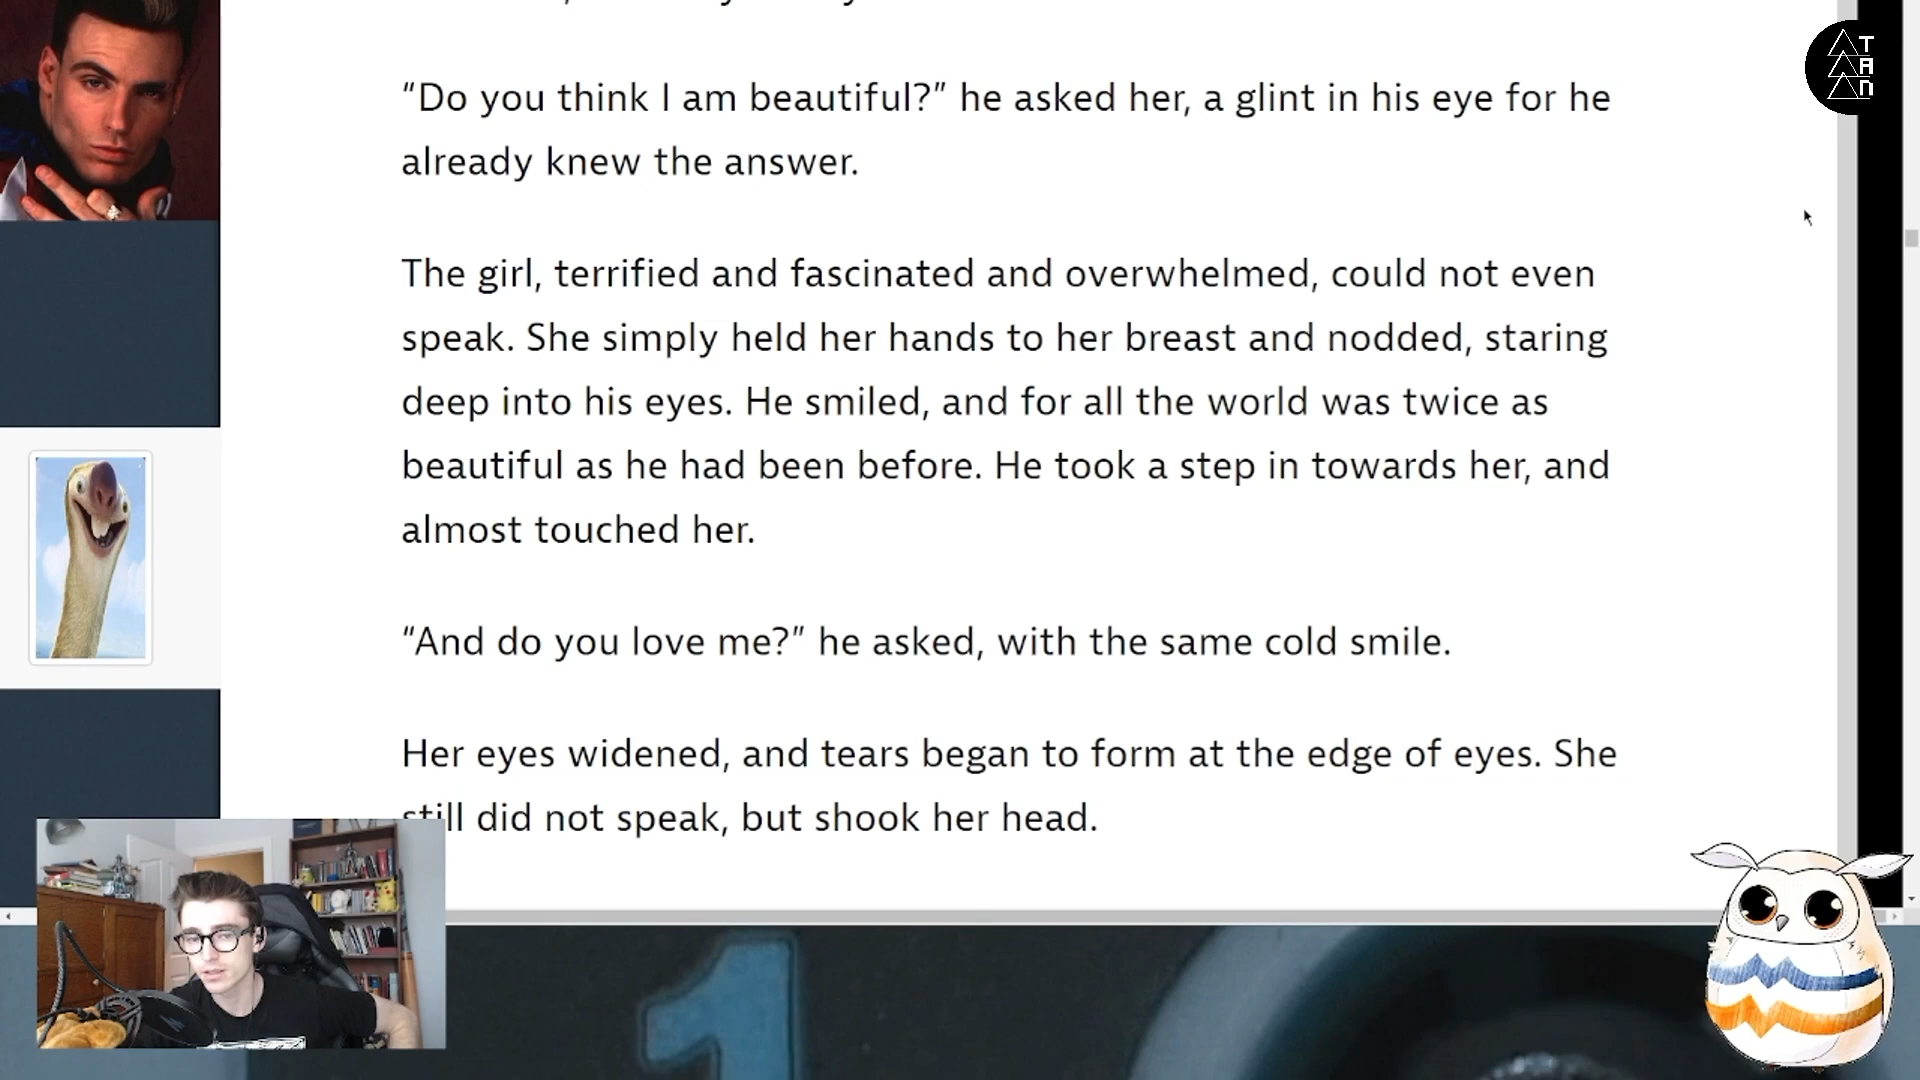 “Do you think I am beautiful?” he asked her, a glint in his eye for he
already knew the answer.
The girl, terrified and fascinated and overwhelmed, could not even
speak. She simply held her hands to her breast and nodded, staring
deep into his eyes. He smiled, and for all the world was twice as
beautiful as he had been before. He took a step in towards her, and
almost touched her.
“And do you love me?” he asked, with the same cold smile.
Her eyes widened, and tears began to form at the edge of eyes. She
still did not speak, but shook her head.
T
A
n
1